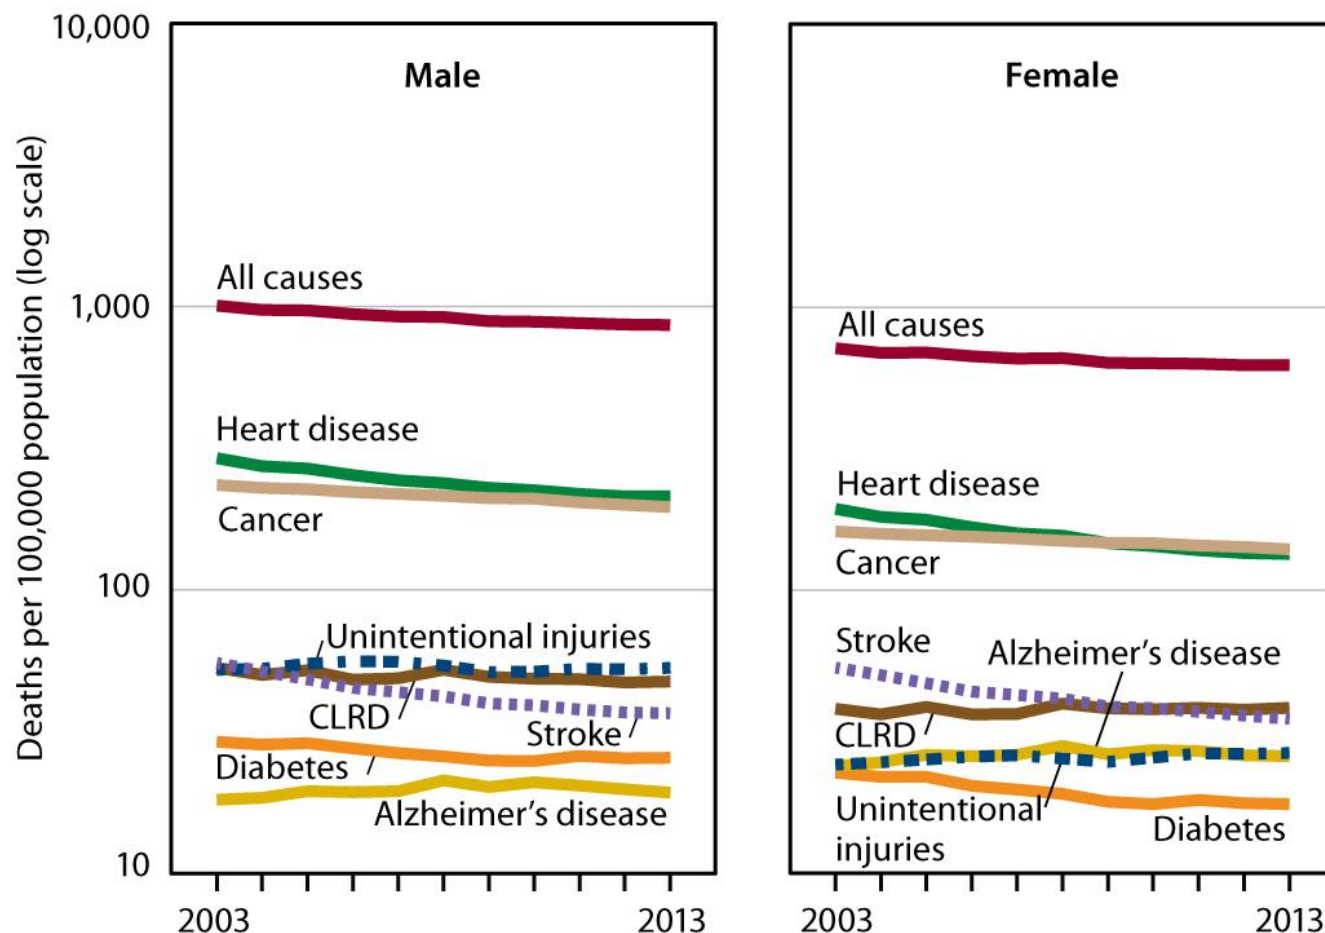 Deaths per 100,000 population (log scale)
10,000
1,000
100
10
Male
All causes
Heart disease
Cancer
Unintentional injuries
CLRD
Stroke
Diabetes
Alzheimer's disease
2003
2013
Female
All causes
Heart disease
Cancer
Stroke
Alzheimer's disease
CLRD
Unintentional
injuries
Diabetes
2003
2013